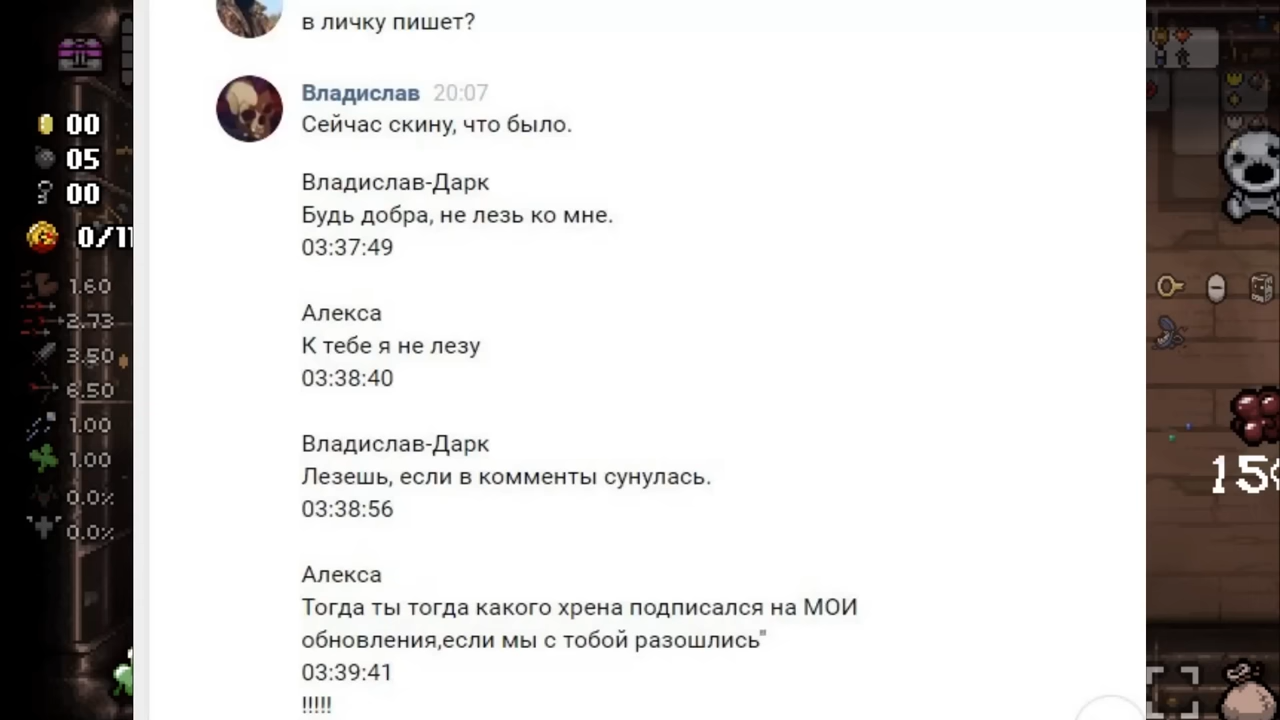 в личку пишет?
Владислав 20:07
Сейчас скину, что было.
Владислав-Дарк
Будь добра, не лезь ко мне.
03:37:49
Алекса
К тебе я не лезу
03:38:40
Владислав-Дарк
Лезешь, если в комменты сунулась.
03:38:56
Алекса
Тогда ты тогда какого хрена подписался на МОИ
обновления,если мы с тобой разошлись"
03:39:41
!!!!!
00
05
00
0/11
1.60
2.73
3.50
6.50
1.00
1.00
0.0%
0.0%